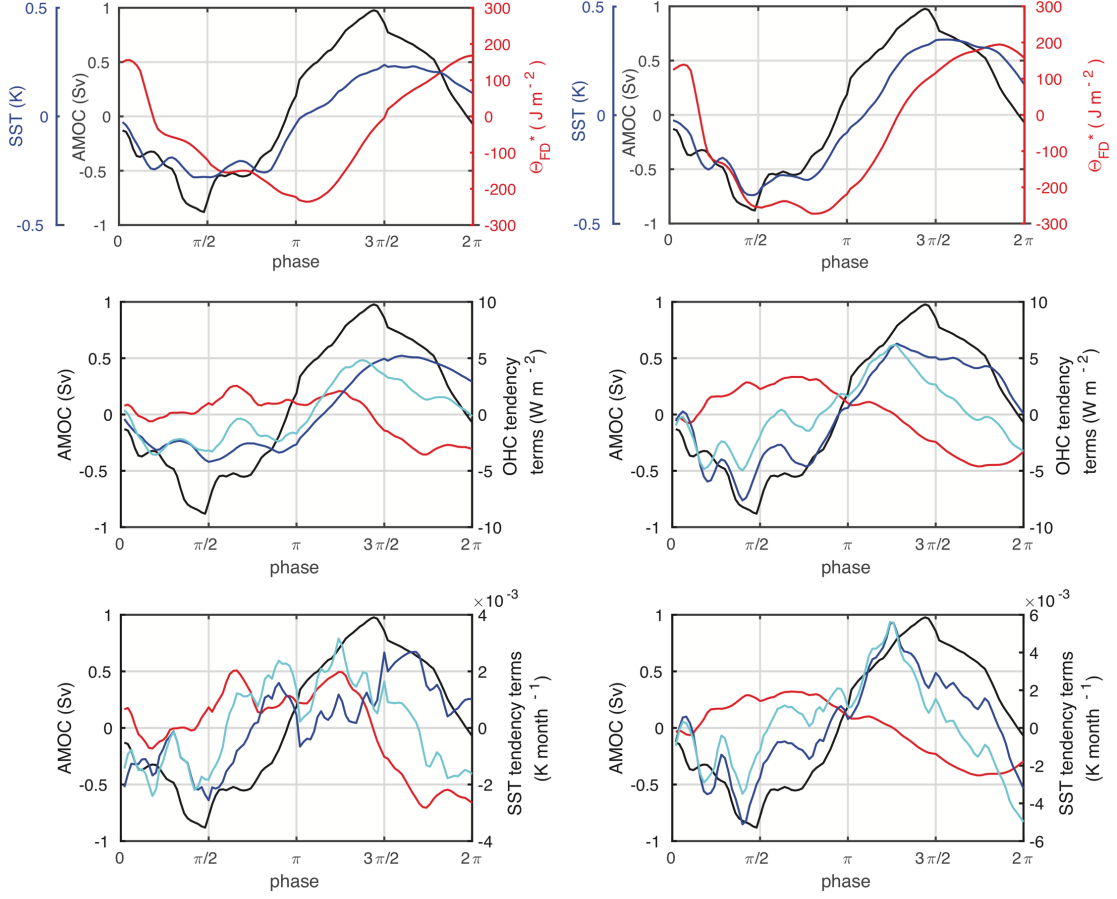 0.5
0
-0.5
SST (K)
1
0.5
0
-0.5
-1
AMOC (Sv)
300
200
100
0
-100
-200
-300
Θ_FD* ( J m⁻²)
0 π/2 π 3π/2 2π
phase
0.5
0
-0.5
SST (K)
1
0.5
0
-0.5
-1
AMOC (Sv)
300
200
100
0
-100
-200
-300
Θ_FD* ( J m⁻²)
0 π/2 π 3π/2 2π
phase
1
0.5
0
-0.5
-1
AMOC (Sv)
10
5
0
-5
-10
OHC tendency
terms (W m⁻²)
0 π/2 π 3π/2 2π
phase
1
0.5
0
-0.5
-1
AMOC (Sv)
10
5
0
-5
-10
OHC tendency
terms (W m⁻²)
0 π/2 π 3π/2 2π
phase
×10⁻³
1
0.5
0
-0.5
-1
AMOC (Sv)
4
2
0
-2
-4
SST tendency terms
(K month⁻¹)
0 π/2 π 3π/2 2π
phase
×10⁻³
1
0.5
0
-0.5
-1
AMOC (Sv)
6
4
2
0
-2
-4
-6
SST tendency terms
(K month⁻¹)
0 π/2 π 3π/2 2π
phase